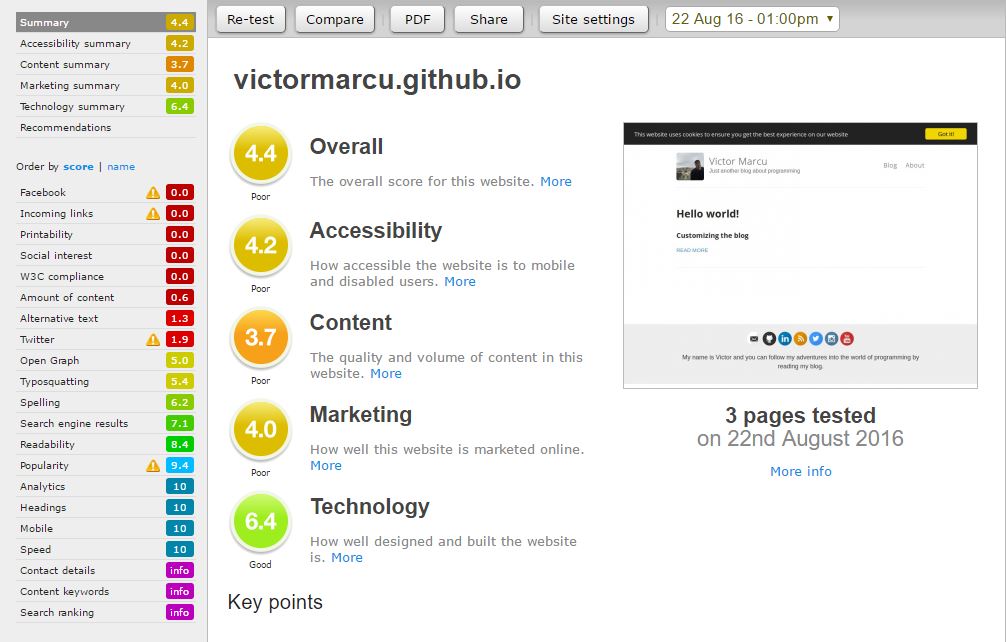 Summary 4.4
Accessibility summary 4.2
Content summary 3.7
Marketing summary 4.0
Technology summary 6.4
Recommendations
Order by score | name
Facebook 0.0
Incoming links 0.0
Printability 0.0
Social interest 0.0
W3C compliance 0.0
Amount of content 0.6
Alternative text 1.3
Twitter 1.9
Open Graph 5.0
Typosquatting 5.4
Spelling 6.2
Search engine results 7.1
Readability 8.4
Popularity 9.4
Analytics 10
Headings 10
Mobile 10
Speed 10
Contact details info
Content keywords info
Search ranking info
Re-test Compare PDF Share Site settings 22 Aug 16 - 01:00pm
victormarcu.github.io
4.4
Poor
Overall
The overall score for this website. More
4.2
Poor
Accessibility
How accessible the website is to mobile
and disabled users. More
3.7
Poor
Content
The quality and volume of content in this
website. More
4.0
Poor
Marketing
How well this website is marketed online.
More
6.4
Good
Technology
How well designed and built the website
is. More
Key points
This website uses cookies to ensure you get the best experience on our website Got it!
Victor Marcu
Just another blog about programming
Blog About
Hello world!
Customizing the blog
READ MORE
My name is Victor and you can follow my adventures into the world of programming by
reading my blog.
3 pages tested
on 22nd August 2016
More info